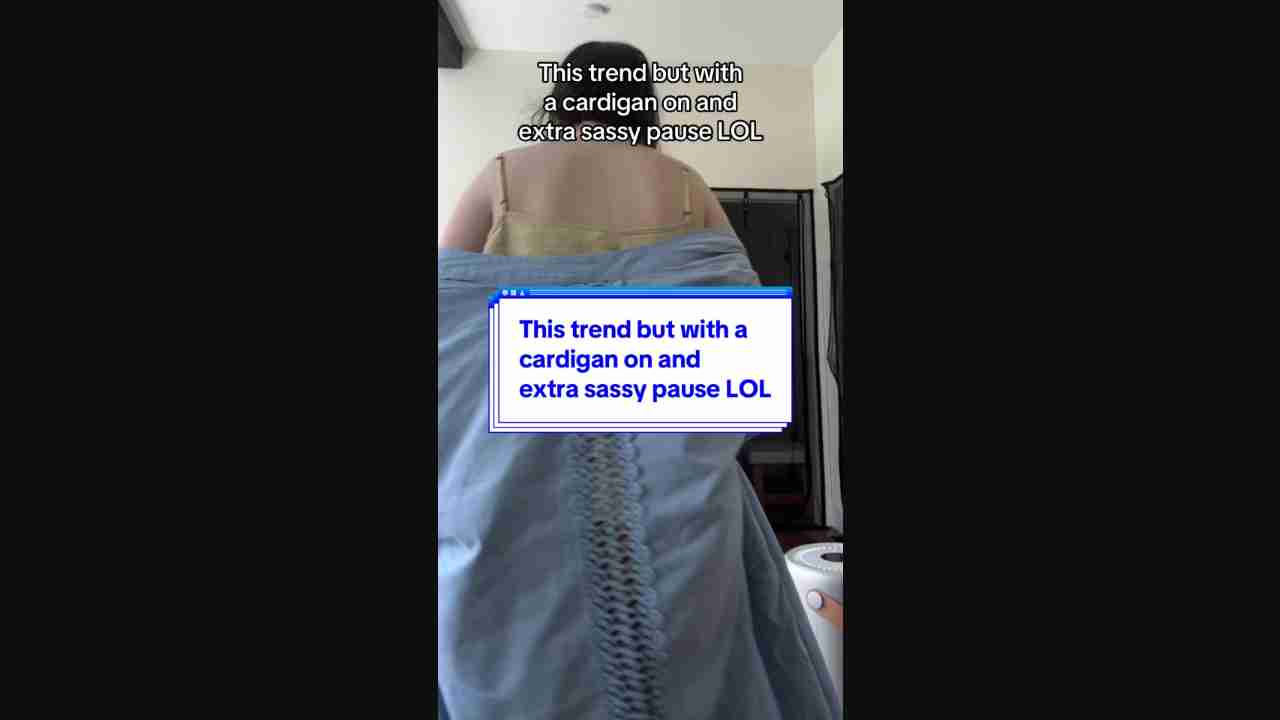 This trend but with
a cardigan on and
extra sassy pause LOL
This trend but with a
cardigan on and
extra sassy pause LOL